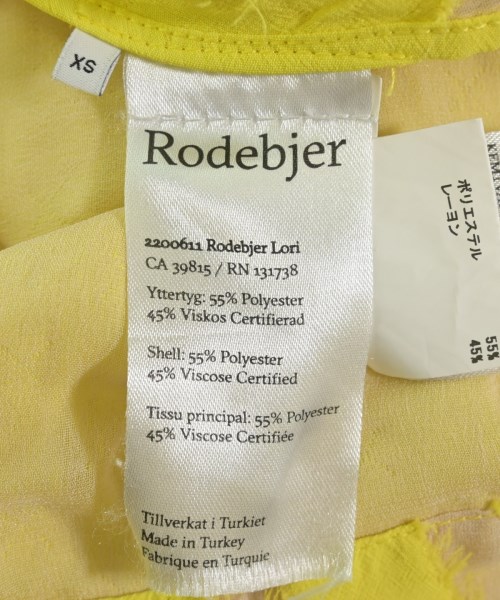 XS
Rodebjer
2200611 Rodebjer Lori
CA 39815 / RN 131738
Yttertyg: 55% Polyester
45% Viskos Certifierad
Shell: 55% Polyester
45% Viscose Certified
Tissu principal: 55% Polyester
45% Viscose Certifiée
Tillverkat i Turkiet
Made in Turkey
Fabrique en Turquie
ポリエステル 55%
レーヨン 45%